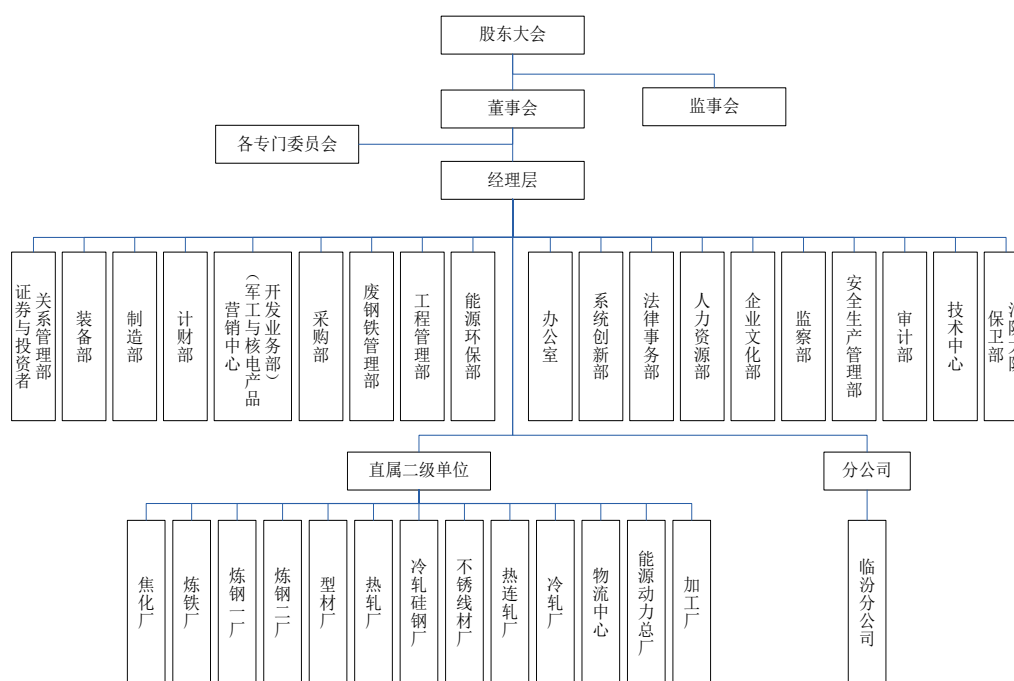 股东大会
董事会
监事会
各专门委员会
经理层
证券与投资者
关系管理部
装备部
制造部
计财部
营销中心
（军工与核电产品
开发业务部）
采购部
废钢铁管理部
工程管理部
能源环保部
办公室
系统创新部
法律事务部
人力资源部
企业文化部
监察部
安全生产管理部
审计部
技术中心
保卫部
直属二级单位
分公司
焦化厂
炼铁厂
炼钢一厂
炼钢二厂
型材厂
热轧厂
冷轧硅钢厂
不锈线材厂
热连轧厂
冷轧厂
物流中心
能源动力总厂
加工厂
临汾分公司